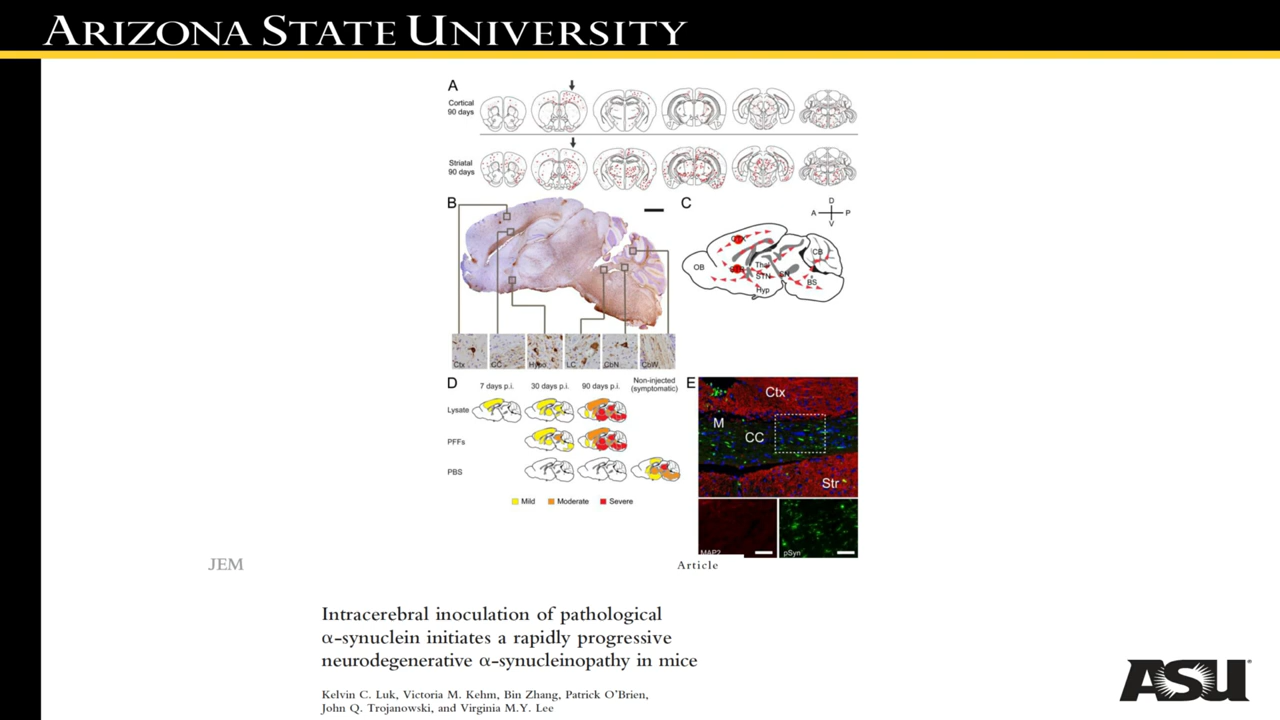 ARIZONA STATE UNIVERSITY
A
Cortical
90 days
Striatal
90 days
B
C
D
A
P
V
OB
CTX
STR
Thal
STN
Hyp
SN
CB
BS
Ctx
CC
Hypo
LC
CbN
CbW
D
7 days p.i.
30 days p.i.
90 days p.i.
Non-injected
(symptomatic)
Lysate
PFFs
PBS
Mild
Moderate
Severe
E
Ctx
M
CC
Str
MAP2
pSyn
JEM
Article
Intracerebral inoculation of pathological
α-synuclein initiates a rapidly progressive
neurodegenerative α-synucleinopathy in mice
Kelvin C. Luk, Victoria M. Kehm, Bin Zhang, Patrick O’Brien,
John Q. Trojanowski, and Virginia M.Y. Lee
ASU